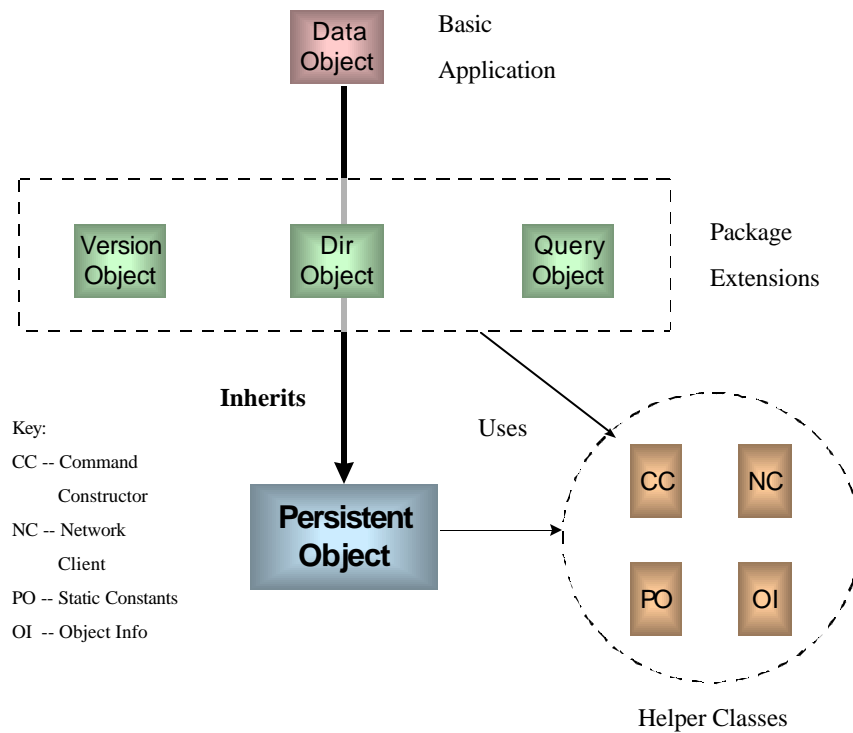 Data
Object
Basic
Application
Version
Object
Dir
Object
Query
Object
Package
Extensions
Inherits
Uses
Key:
CC -- Command
Constructor
NC -- Network
Client
PO -- Static Constants
OI -- Object Info
Persistent
Object
CC
NC
PO
OI
Helper Classes